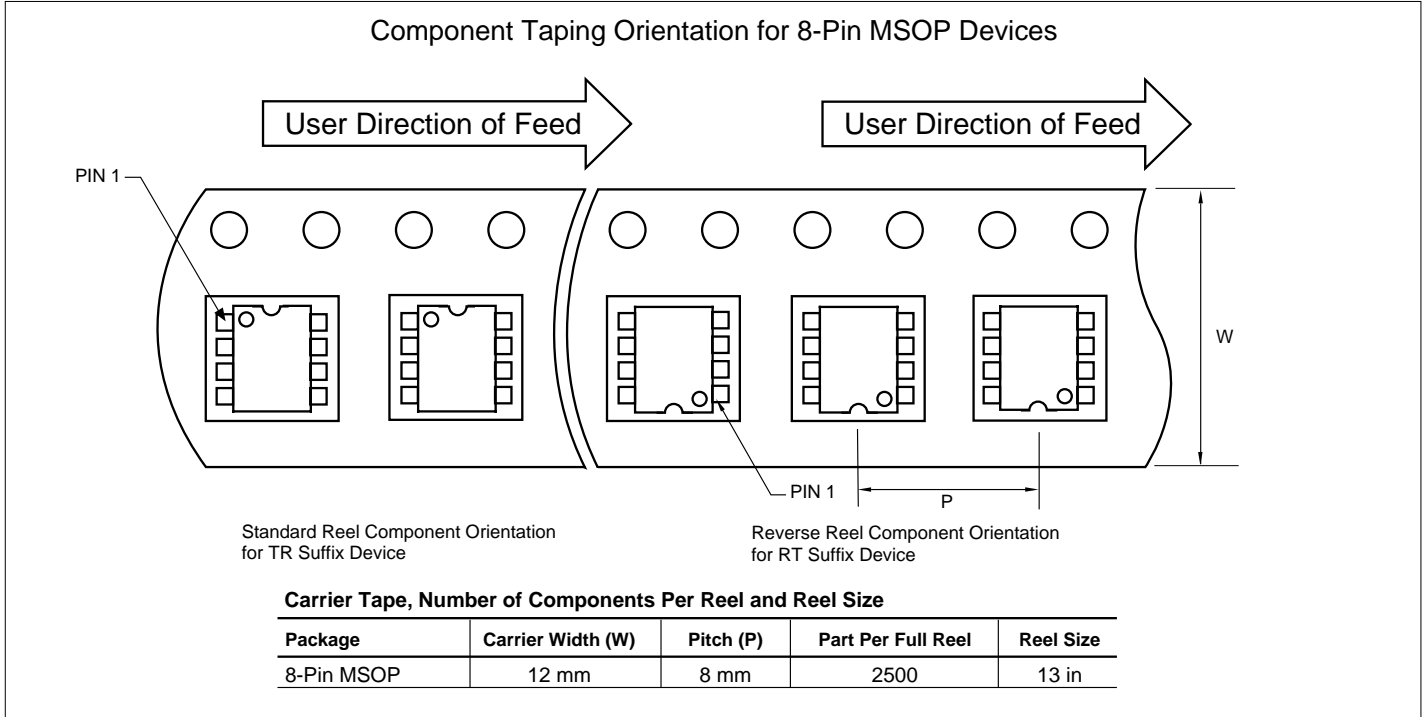 Component Taping Orientation for 8-Pin MSOP Devices
User Direction of Feed
User Direction of Feed
PIN 1
W
PIN 1
P
Standard Reel Component Orientation
for TR Suffix Device
Reverse Reel Component Orientation
for RT Suffix Device
Carrier Tape, Number of Components Per Reel and Reel Size
Package Carrier Width (W) Pitch (P) Part Per Full Reel Reel Size
8-Pin MSOP 12 mm 8 mm 2500 13 in